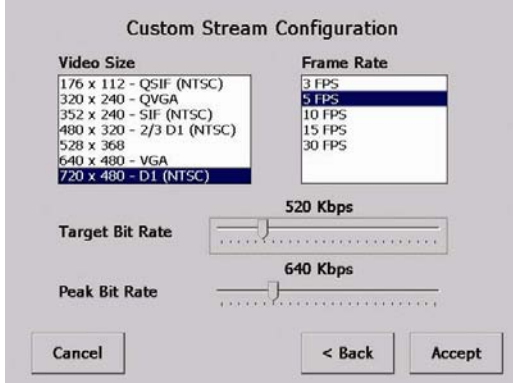 Custom Stream Configuration
Video Size
176 x 112 - QSIF (NTSC)
320 x 240 - QVGA
352 x 240 - SIF (NTSC)
480 x 320 - 2/3 D1 (NTSC)
528 x 368
640 x 480 - VGA
720 x 480 - D1 (NTSC)
Frame Rate
3 FPS
5 FPS
10 FPS
15 FPS
30 FPS
520 Kbps
Target Bit Rate
640 Kbps
Peak Bit Rate
Cancel
< Back
Accept